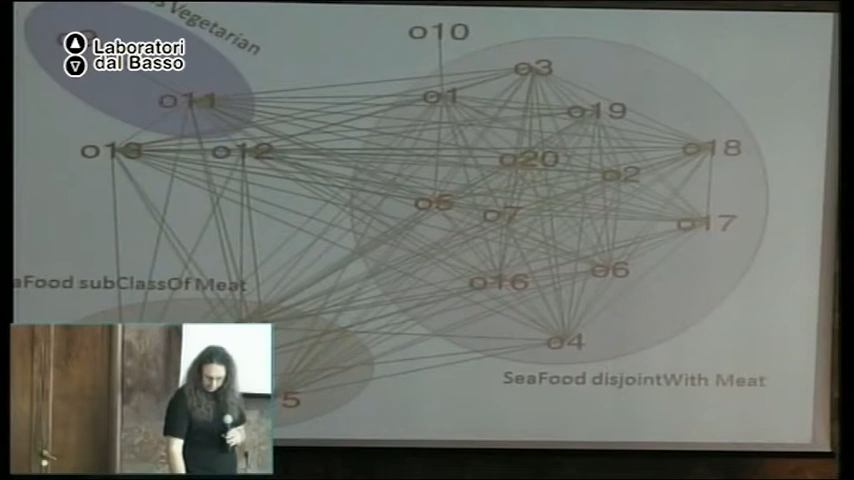 Vegetarian
Laboratori
dal Basso
o10
o3
o1
o19
o11
o13
o12
o20
o18
o2
o5
o7
o17
o16
o6
subClassOf Meat
o4
SeaFood disjointWith Meat
5